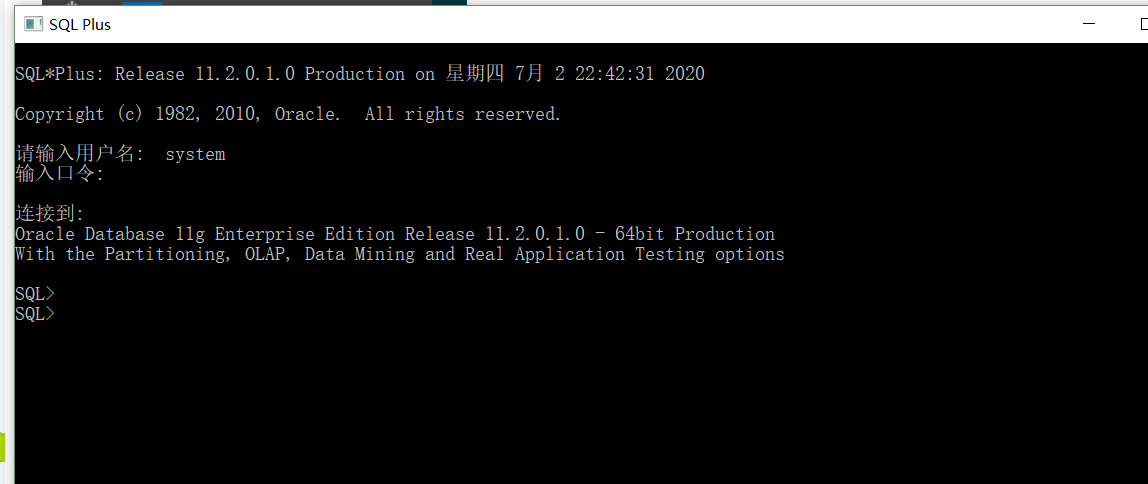 SQL Plus
SQL*Plus: Release 11.2.0.1.0 Production on 星期四 7月 2 22:42:31 2020
Copyright (c) 1982, 2010, Oracle.  All rights reserved.
请输入用户名:  system
输入口令:
连接到:
Oracle Database 11g Enterprise Edition Release 11.2.0.1.0 - 64bit Production
With the Partitioning, OLAP, Data Mining and Real Application Testing options
SQL>
SQL>